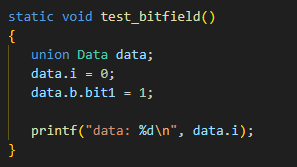 static void test_bitfield()
{
union Data data;
data.i = 0;
data.b.bit1 = 1;
printf("data: %d\n", data.i);
}